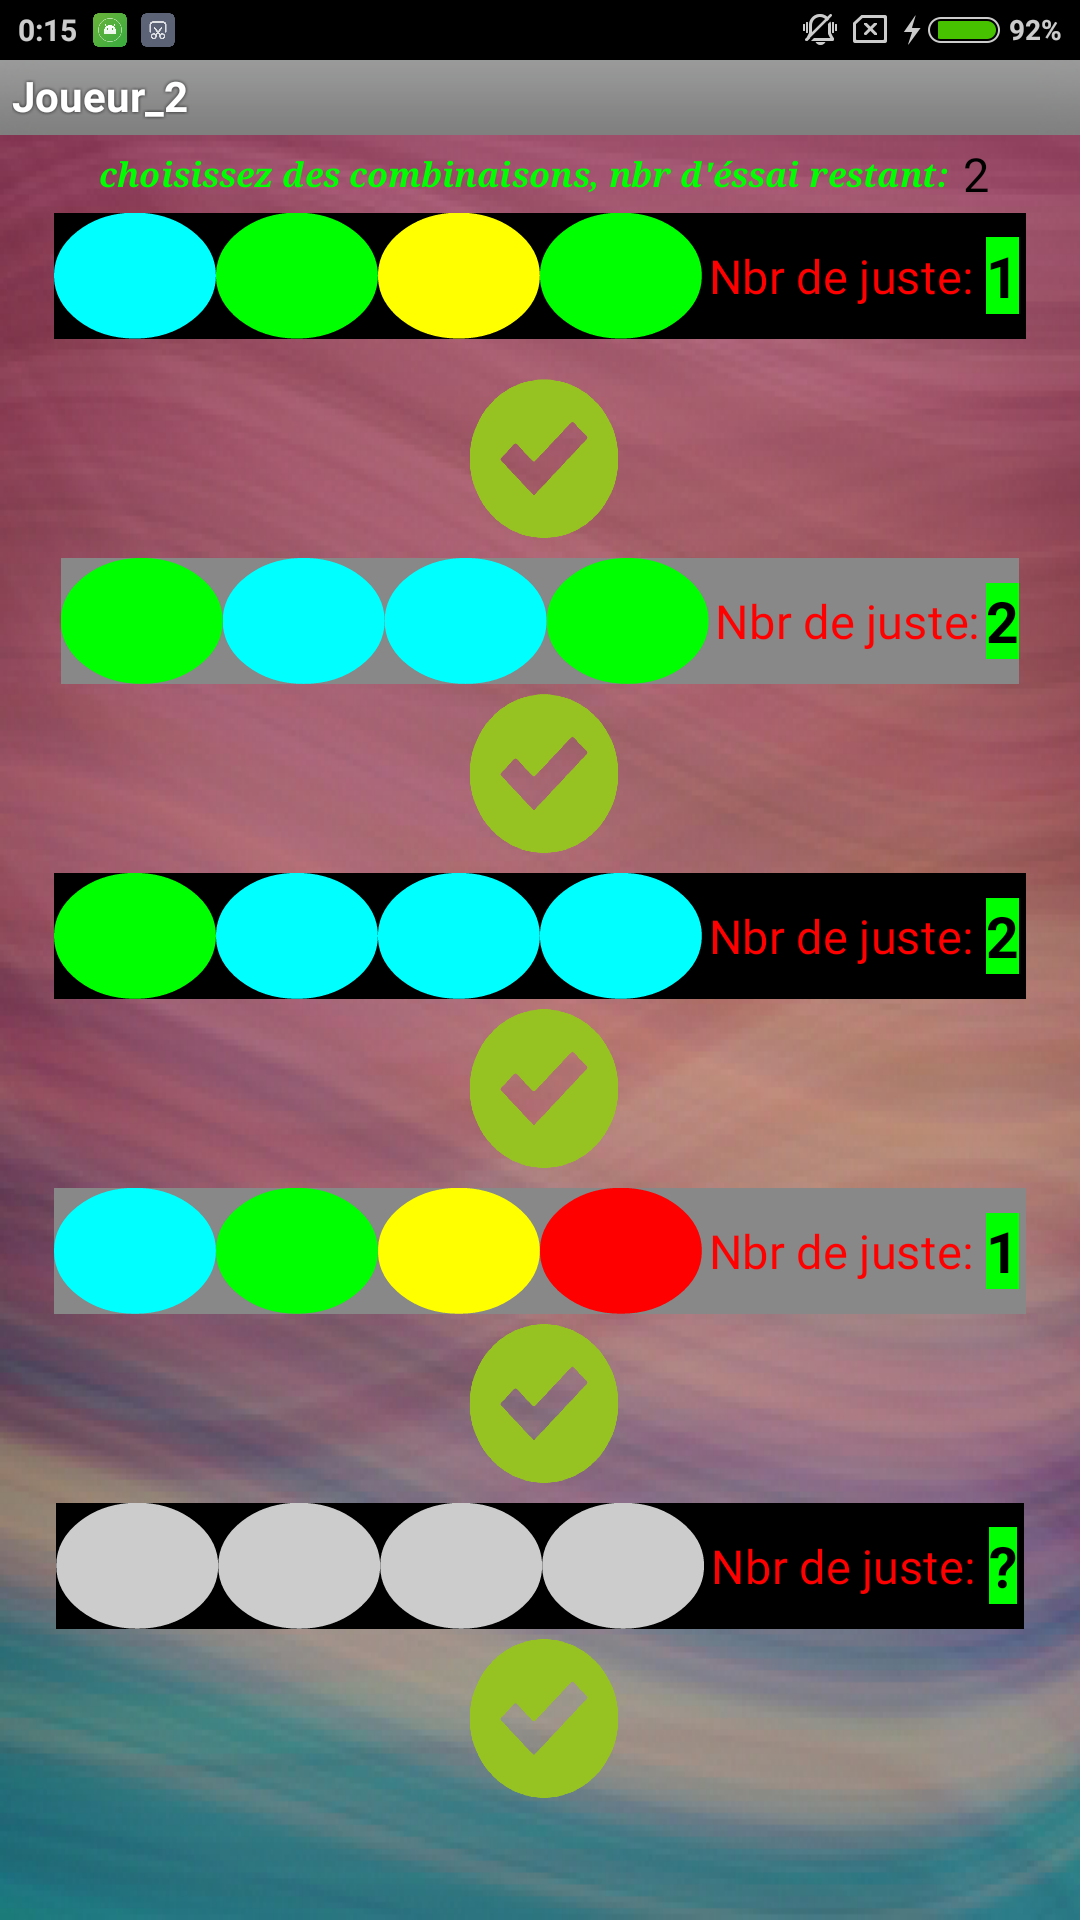 0:15 92%
Joueur_2
choisissez des combinaisons, nbr d'éssai restant: 2
Nbr de juste: 1
Nbr de juste: 2
Nbr de juste: 2
Nbr de juste: 1
Nbr de juste: ?